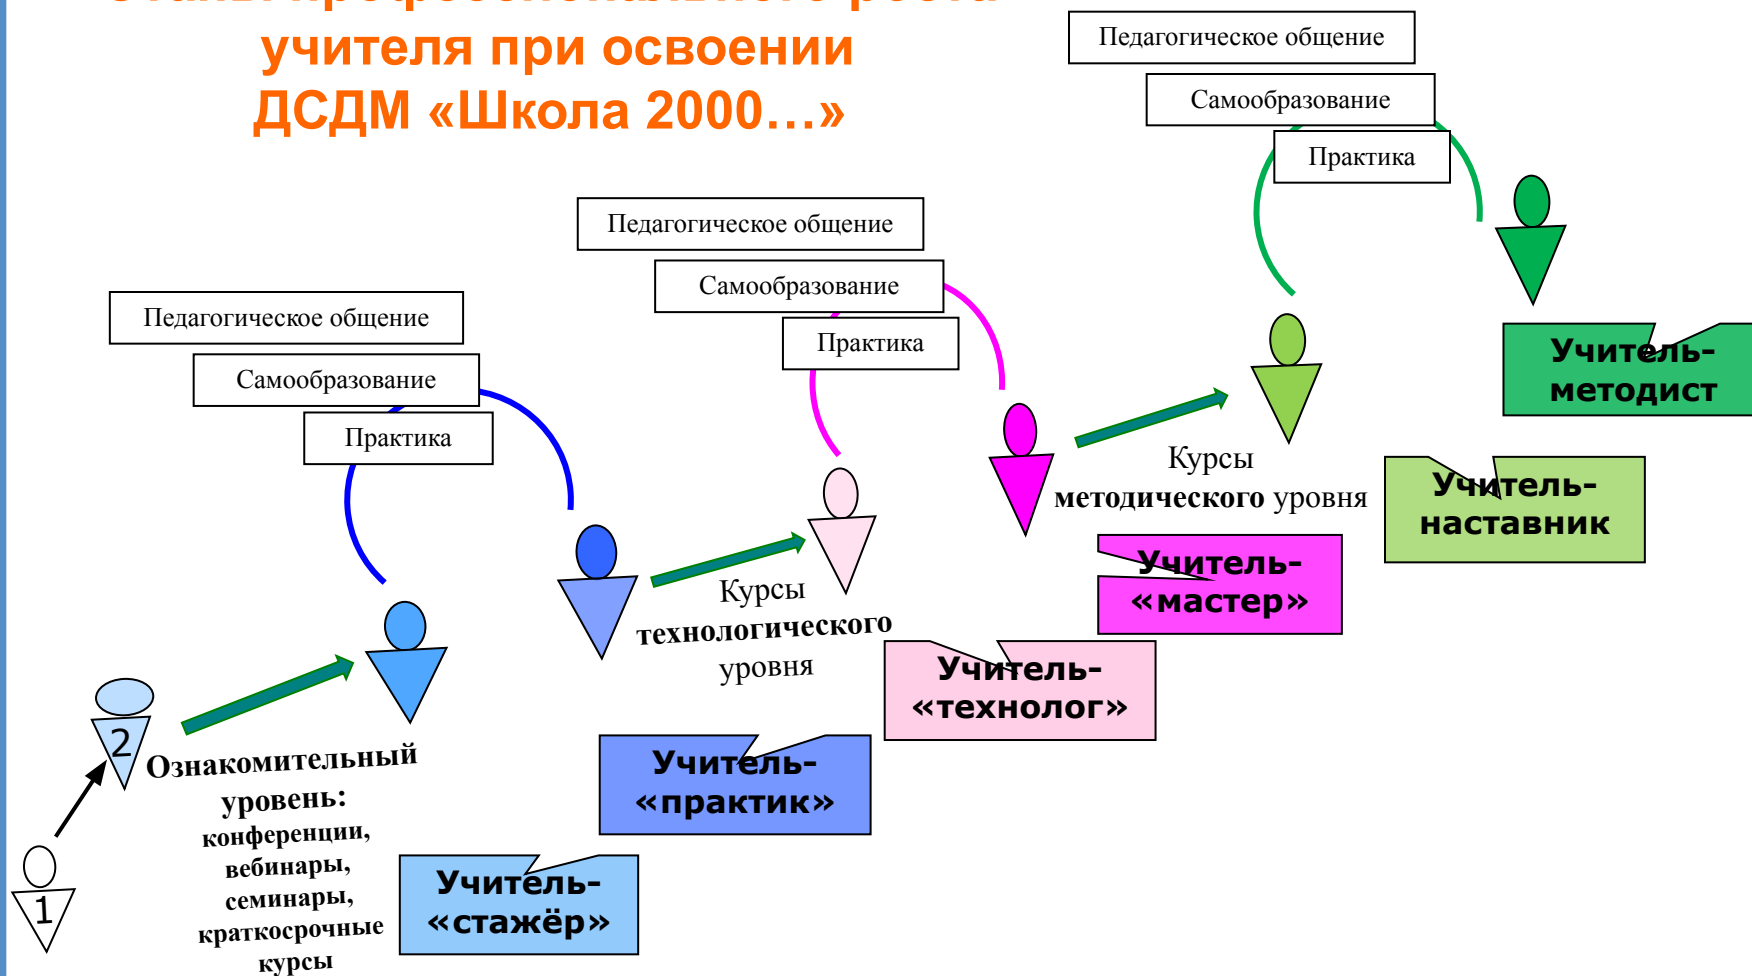 учителя при освоении
ДСДМ «Школа 2000...»
Педагогическое общение
Самообразование
Практика
Педагогическое общение
Самообразование
Практика
Педагогическое общение
Самообразование
Практика
Учитель-
методист
Курсы
методического уровня
Учитель-
наставник
Учитель-
«мастер»
Курсы
технологического
уровня
Учитель-
«технолог»
2
Ознакомительный
уровень:
конференции,
вебинары,
семинары,
краткосрочные
курсы
Учитель-
«практик»
1
Учитель-
«стажёр»